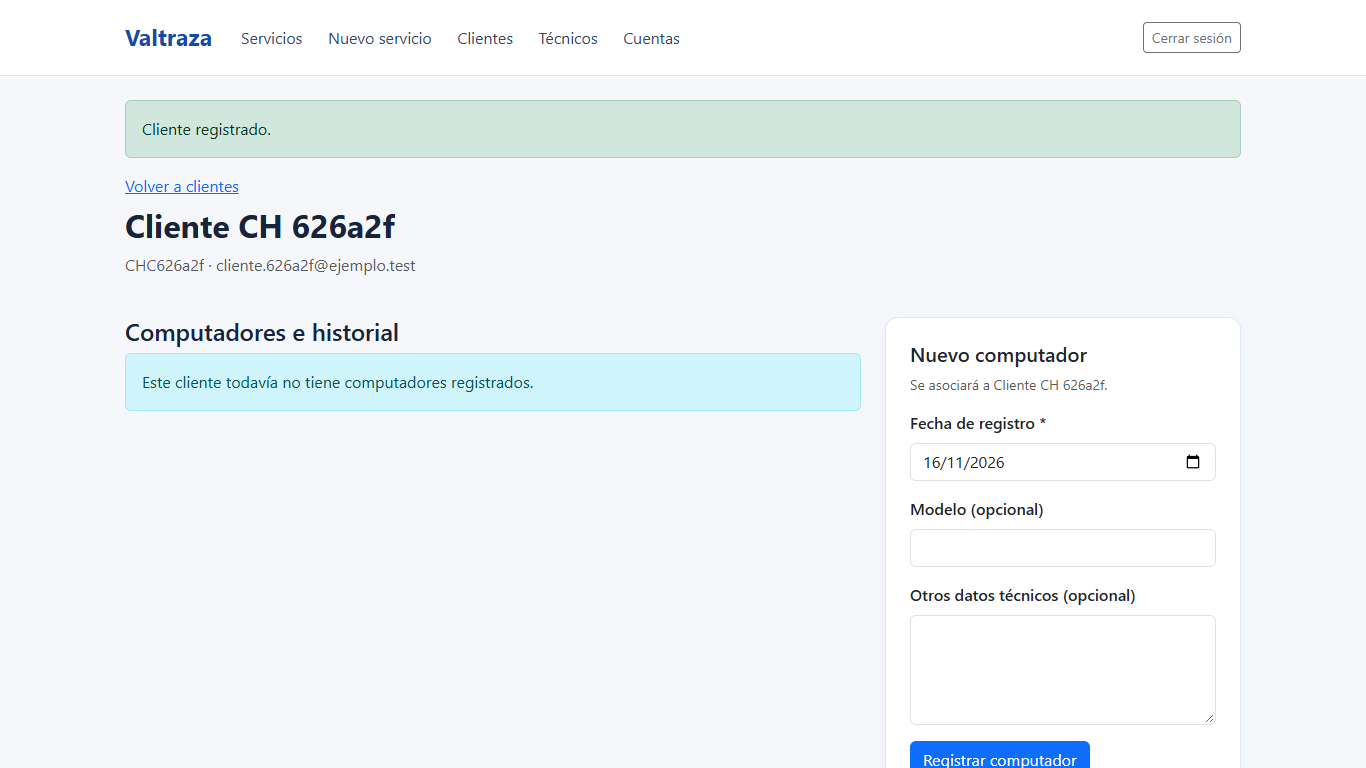 Valtraza
Servicios
Nuevo servicio
Clientes
Técnicos
Cuentas
Cerrar sesión
Cliente registrado.
Volver a clientes
Cliente CH 626a2f
CHC626a2f · cliente.626a2f@ejemplo.test
Computadores e historial
Este cliente todavía no tiene computadores registrados.
Nuevo computador
Se asociará a Cliente CH 626a2f.
Fecha de registro *
16/11/2026
Modelo (opcional)
Otros datos técnicos (opcional)
Registrar computador